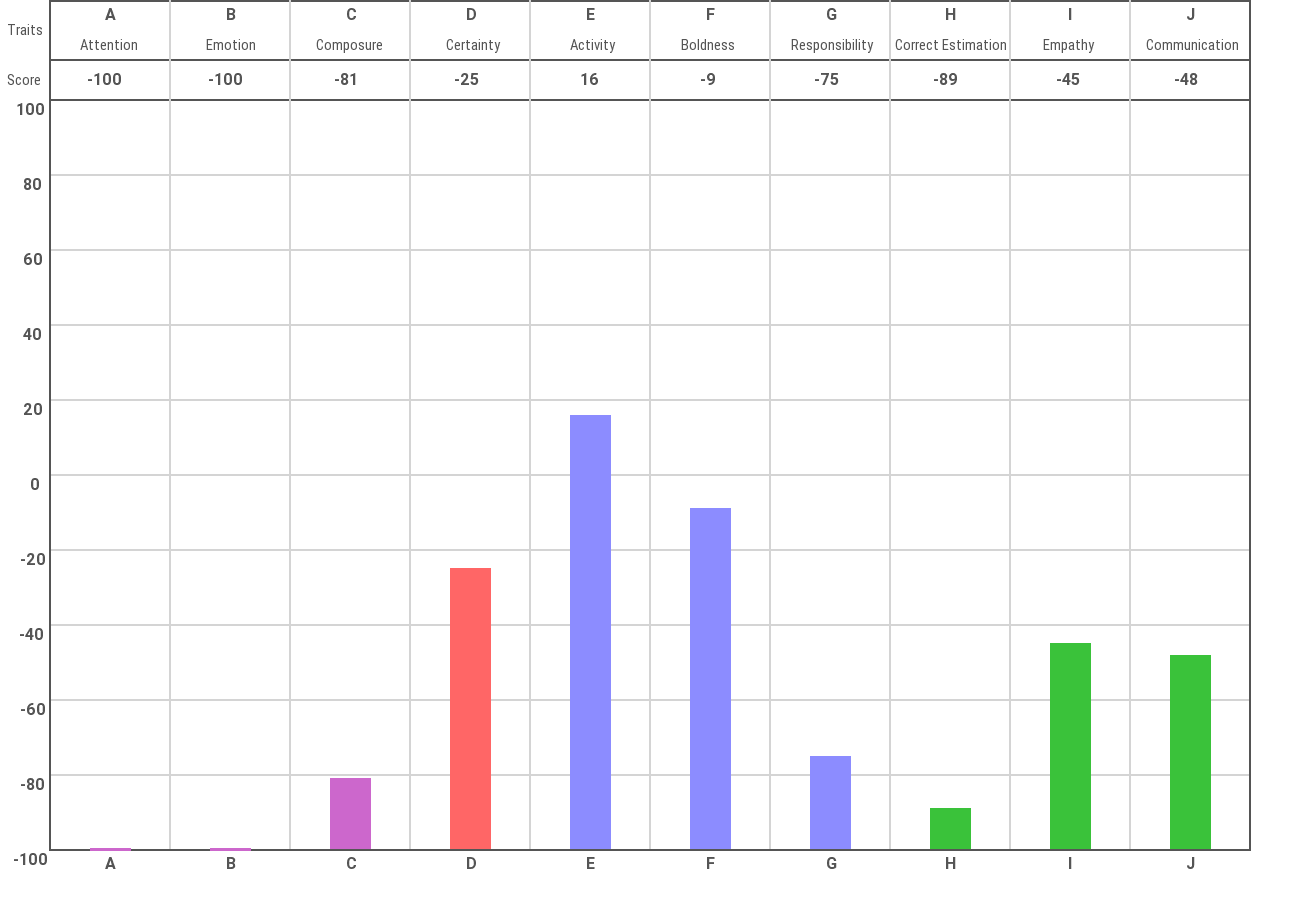 A B C D E F G H I J
Traits
Attention Emotion Composure Certainty Activity Boldness Responsibility Correct Estimation Empathy Communication
Score -100 -100 -81 -25 16 -9 -75 -89 -45 -48
100
80
60
40
20
0
-20
-40
-60
-80
-100
A B C D E F G H I J